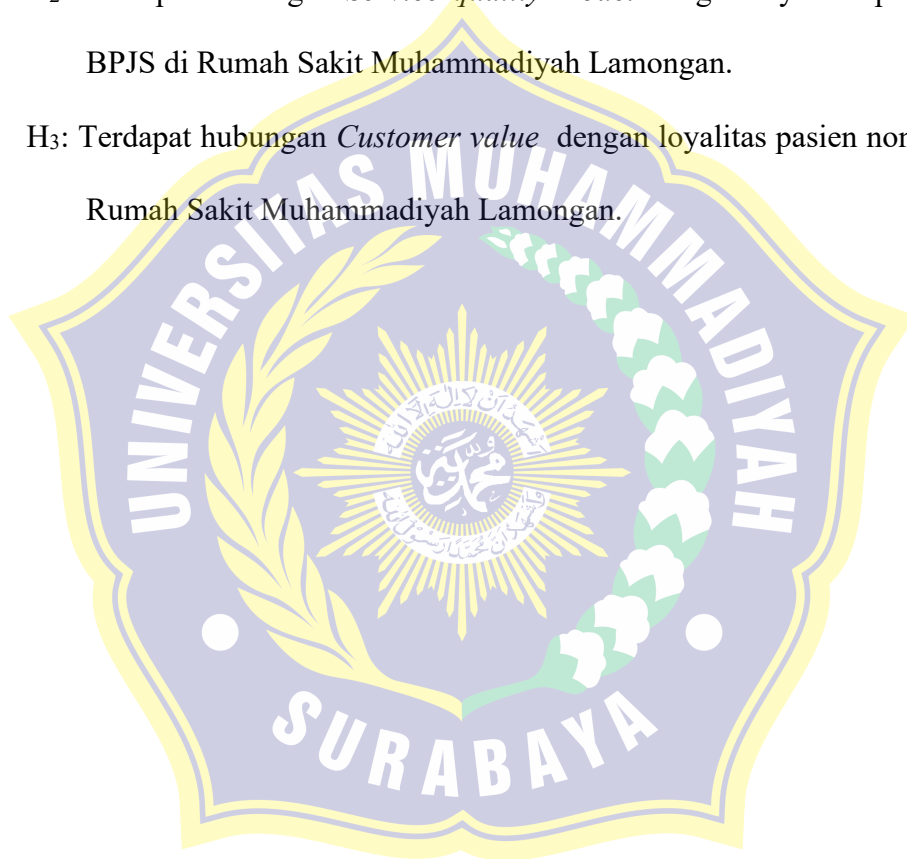 BPJS di Rumah Sakit Muhammadiyah Lamongan.
H₃: Terdapat hubungan Customer value dengan loyalitas pasien
Rumah Sakit Muhammadiyah Lamongan.
UNIVERSITAS MUHAMMADIYAH
SURABAYA